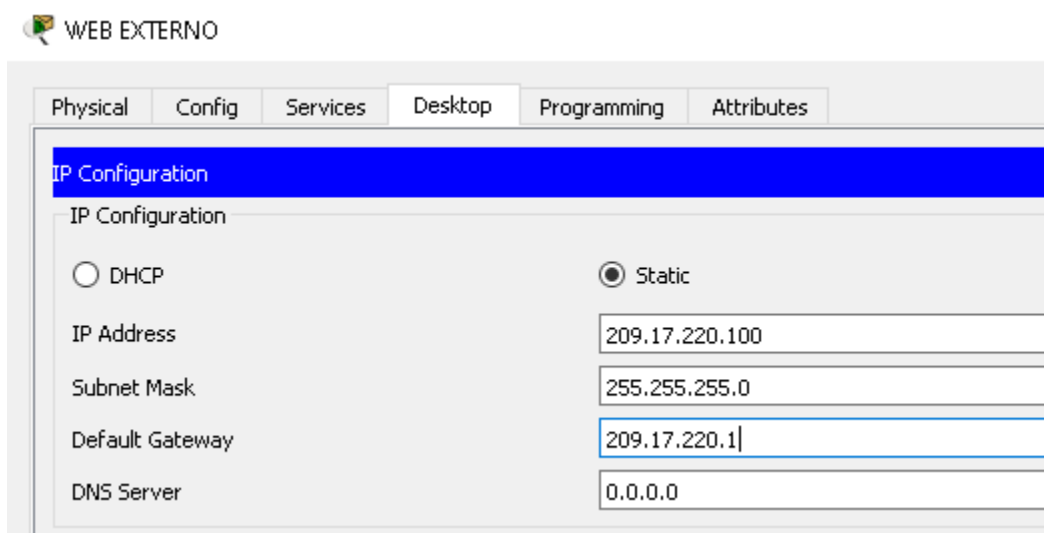 WEB EXTERNO
Physical Config Services Desktop Programming Attributes
IP Configuration
IP Configuration
DHCP Static
IP Address 209.17.220.100
Subnet Mask 255.255.255.0
Default Gateway 209.17.220.1
DNS Server 0.0.0.0